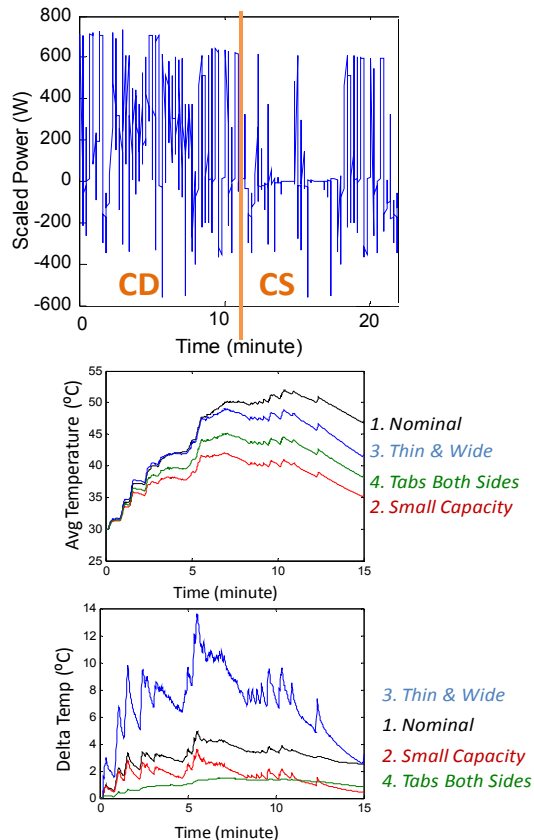 800
600
400
200
0
-200
-400
-600
Scaled Power (W)
CD
CS
0 10 20
Time (minute)
55
50
45
40
35
30
25
Avg Temperature (⁰C)
1. Nominal
3. Thin & Wide
4. Tabs Both Sides
2. Small Capacity
0 5 10 15
Time (minute)
14
12
10
8
6
4
2
0
Delta Temp (⁰C)
3. Thin & Wide
1. Nominal
2. Small Capacity
4. Tabs Both Sides
0 5 10 15
Time (minute)